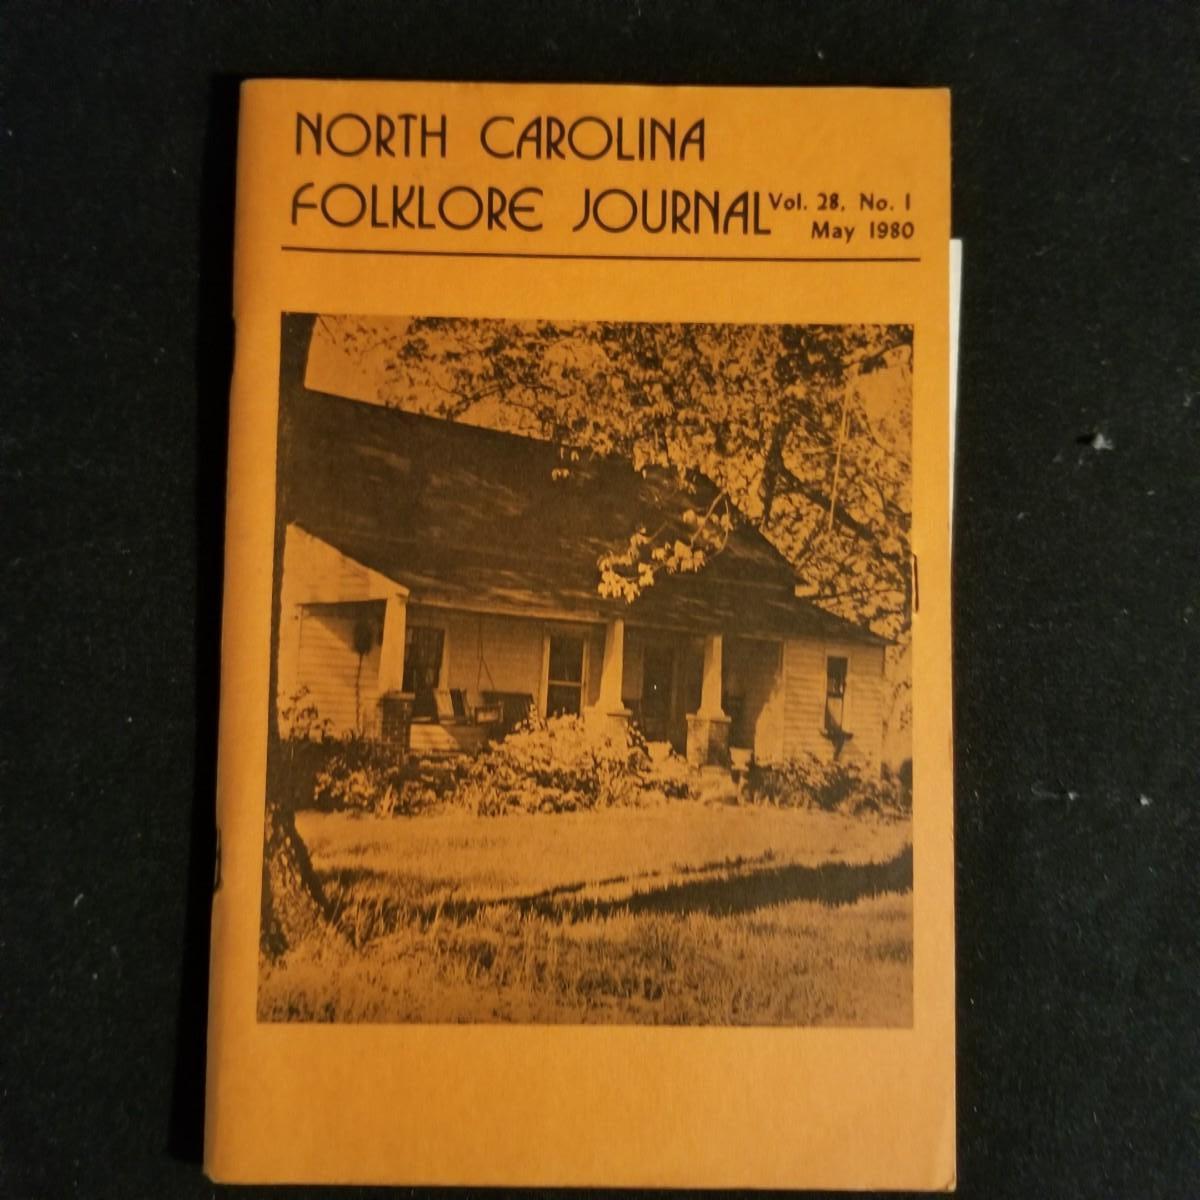 NORTH CAROLINA
FOLKLORE JOURNAL
Vol. 28, No. 1
May 1980